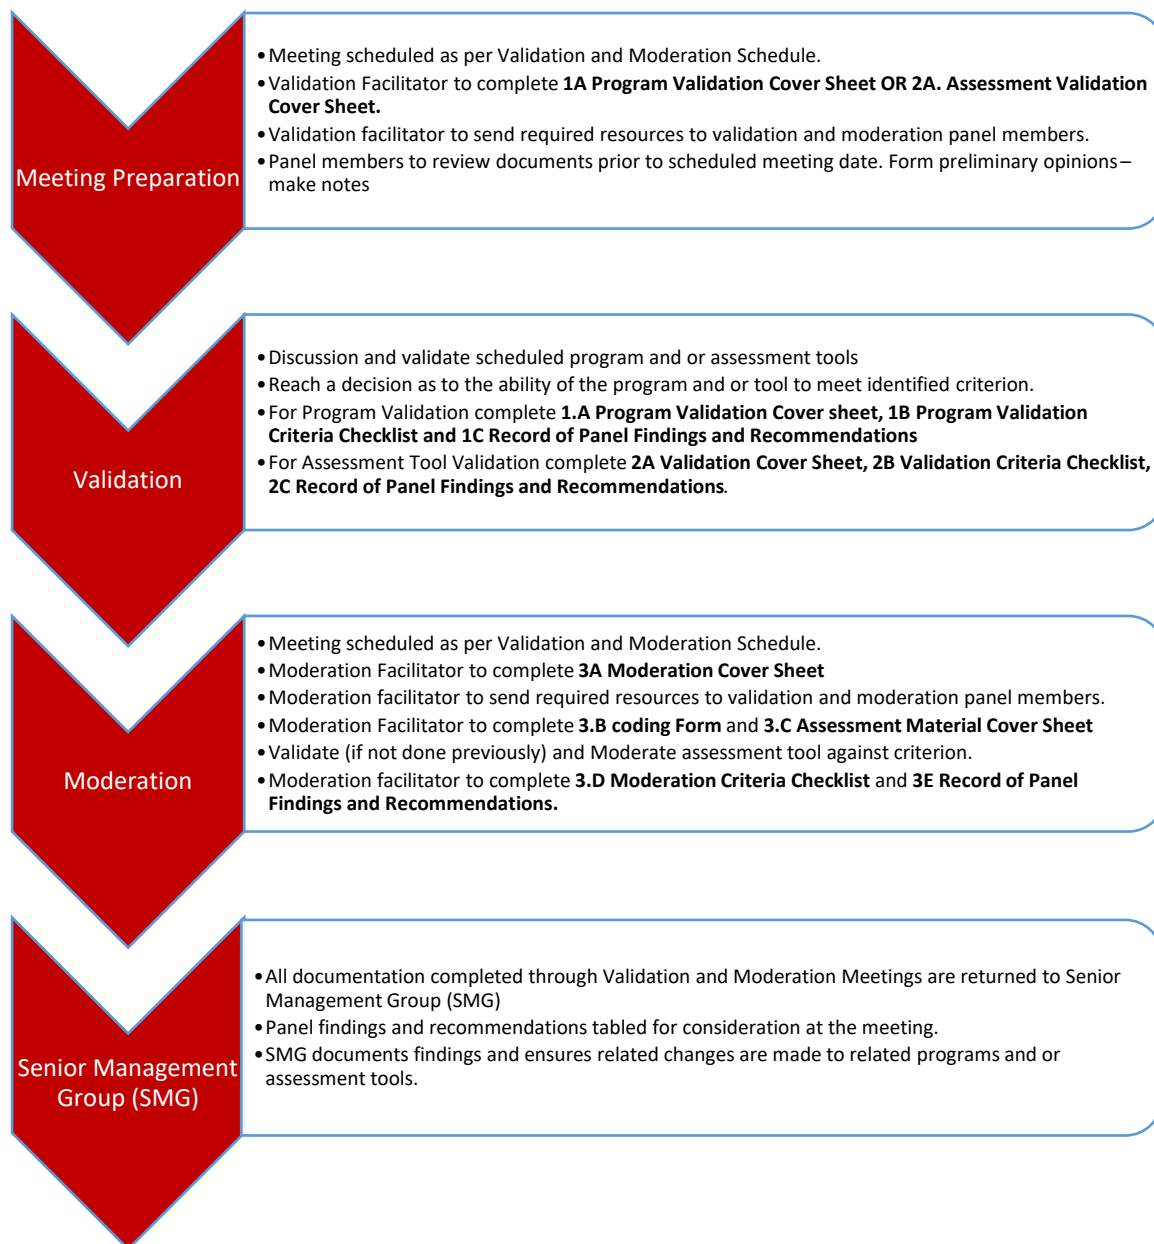 Meeting Preparation
•Meeting scheduled as per Validation and Moderation Schedule.
•Validation Facilitator to complete 1A Program Validation Cover Sheet OR 2A. Assessment Validation
Cover Sheet.
•Validation facilitator to send required resources to validation and moderation panel members.
•Panel members to review documents prior to scheduled meeting date. Form preliminary opinions –
make notes
Validation
•Discussion and validate scheduled program and or assessment tools
•Reach a decision as to the ability of the program and or tool to meet identified criterion.
•For Program Validation complete 1.A Program Validation Cover sheet, 1B Program Validation
Criteria Checklist and 1C Record of Panel Findings and Recommendations
•For Assessment Tool Validation complete 2A Validation Cover Sheet, 2B Validation Criteria Checklist,
2C Record of Panel Findings and Recommendations.
Moderation
•Meeting scheduled as per Validation and Moderation Schedule.
•Moderation Facilitator to complete 3A Moderation Cover Sheet
•Moderation facilitator to send required resources to validation and moderation panel members.
•Moderation Facilitator to complete 3.B coding Form and 3.C Assessment Material Cover Sheet
•Validate (if not done previously) and Moderate assessment tool against criterion.
•Moderation facilitator to complete 3.D Moderation Criteria Checklist and 3E Record of Panel
Findings and Recommendations.
Senior Management
Group (SMG)
•All documentation completed through Validation and Moderation Meetings are returned to Senior
Management Group (SMG)
•Panel findings and recommendations tabled for consideration at the meeting.
•SMG documents findings and ensures related changes are made to related programs and or
assessment tools.